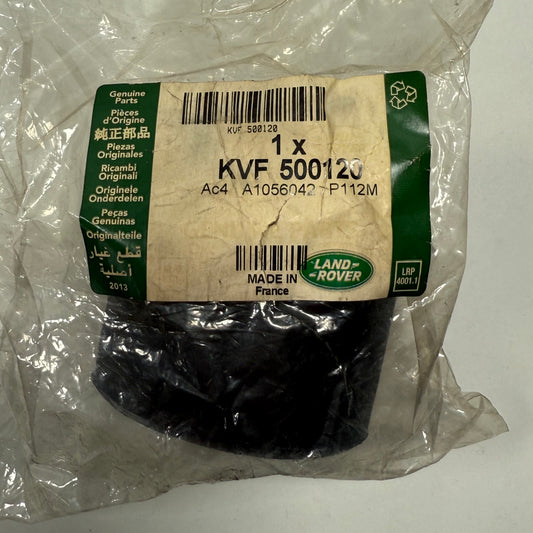 Genuine
Parts
Pièces
d'Origine
純正部品
Piezas
Originales
Ricambi
Originali
Originele
Onderdelen
Peças
Genuinas
Originalteile
قطع غيار
أصلية
2013
KVF 500120
1 x
KVF 500120
Ac4 A1056042 P112M
MADE IN
France
LAND
ROVER
LRP
4001.1